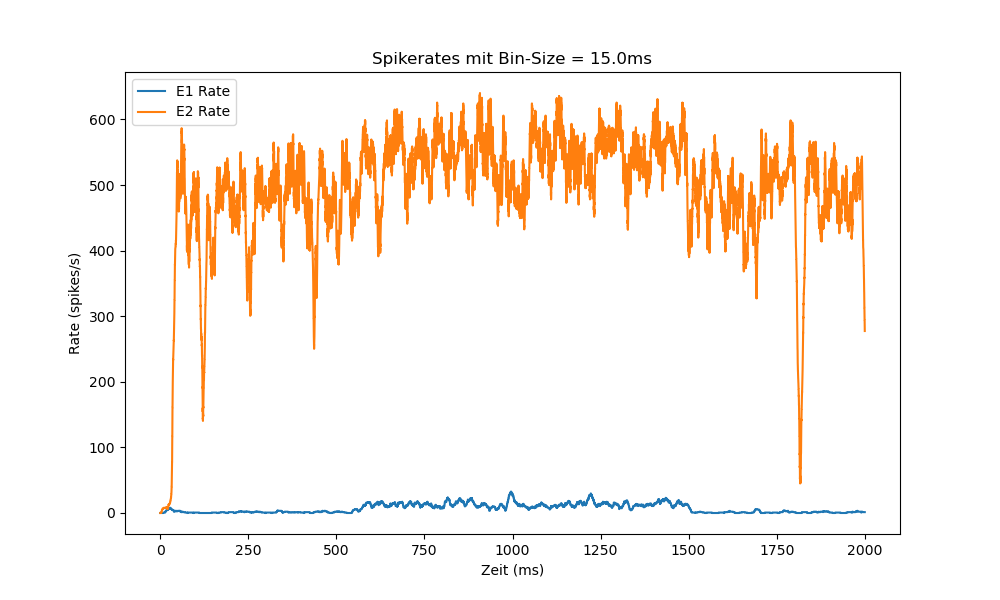 Spikerates mit Bin-Size = 15.0ms
E1 Rate
E2 Rate
Rate (spikes/s)
600
500
400
300
200
100
0
0 250 500 750 1000 1250 1500 1750 2000
Zeit (ms)